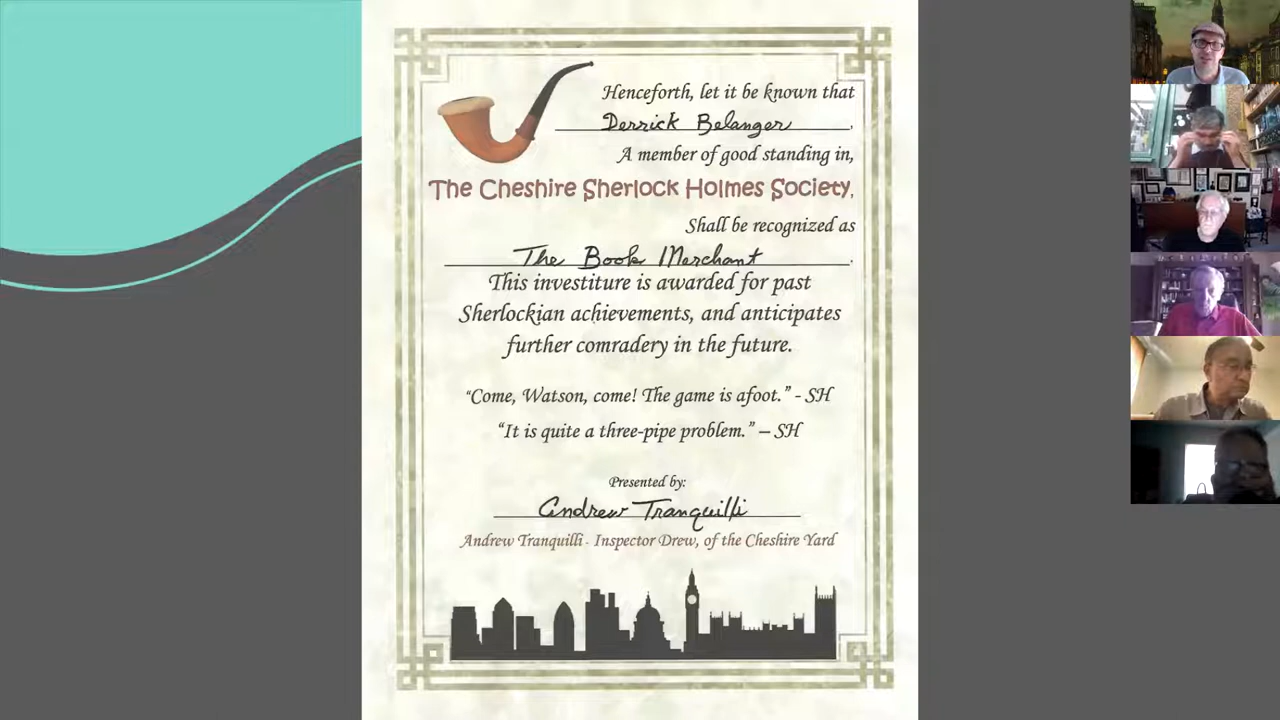 Henceforth, let it be known that
Derrick Belanger,
A member of good standing in,
The Cheshire Sherlock Holmes Society,
Shall be recognized as
The Book Merchant.
This investiture is awarded for past
Sherlockian achievements, and anticipates
further comradery in the future.
“Come, Watson, come! The game is afoot.” - SH
“It is quite a three-pipe problem.” – SH
Presented by:
Andrew Tranquilli
Andrew Tranquilli - Inspector Drew, of the Cheshire Yard